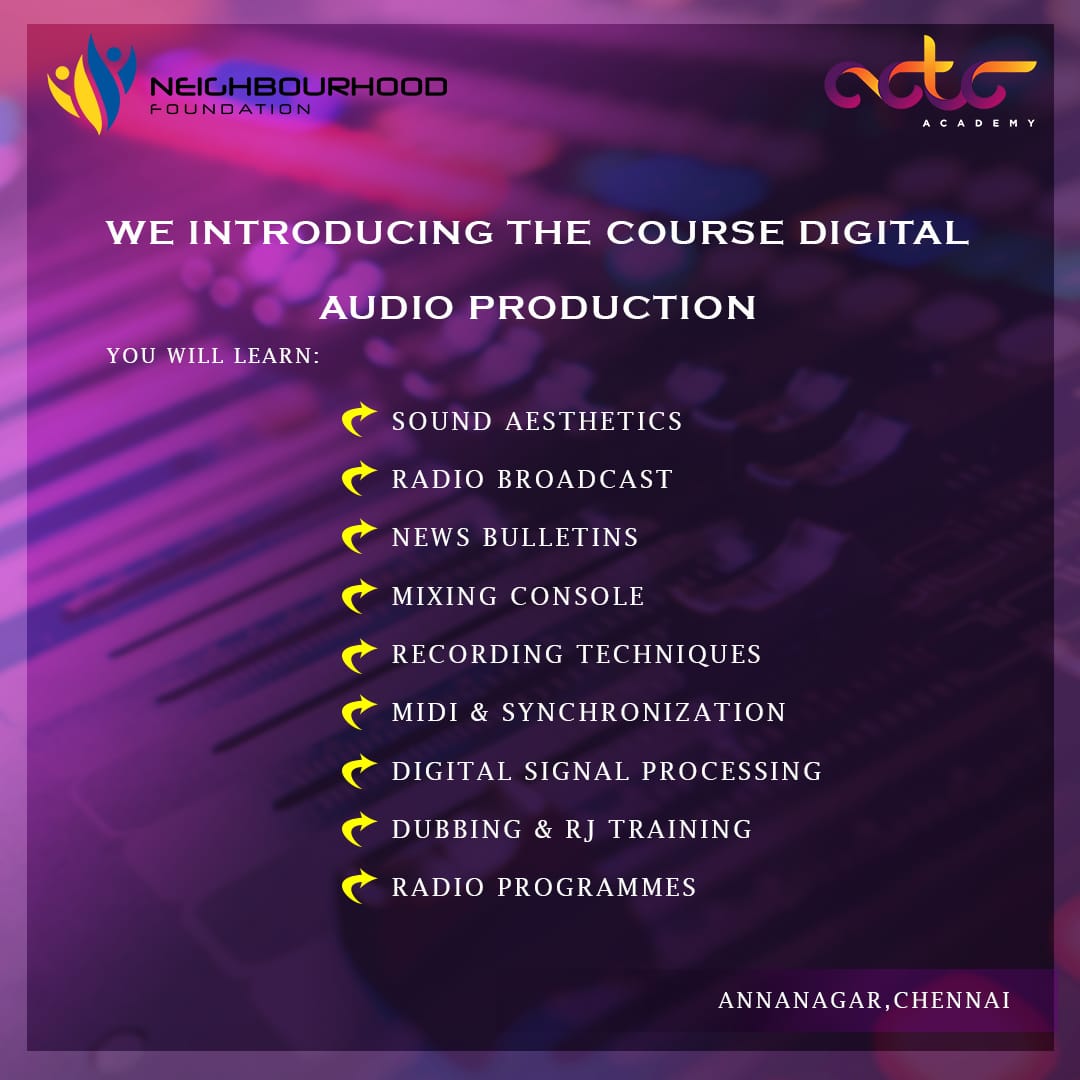 NEIGHBOURHOOD
FOUNDATION
ACADEMY
WE INTRODUCING THE COURSE DIGITAL
AUDIO PRODUCTION
YOU WILL LEARN:
SOUND AESTHETICS
RADIO BROADCAST
NEWS BULLETINS
MIXING CONSOLE
RECORDING TECHNIQUES
MIDI & SYNCHRONIZATION
DIGITAL SIGNAL PROCESSING
DUBBING & RJ TRAINING
RADIO PROGRAMMES
ANNANAGAR,CHENNAI